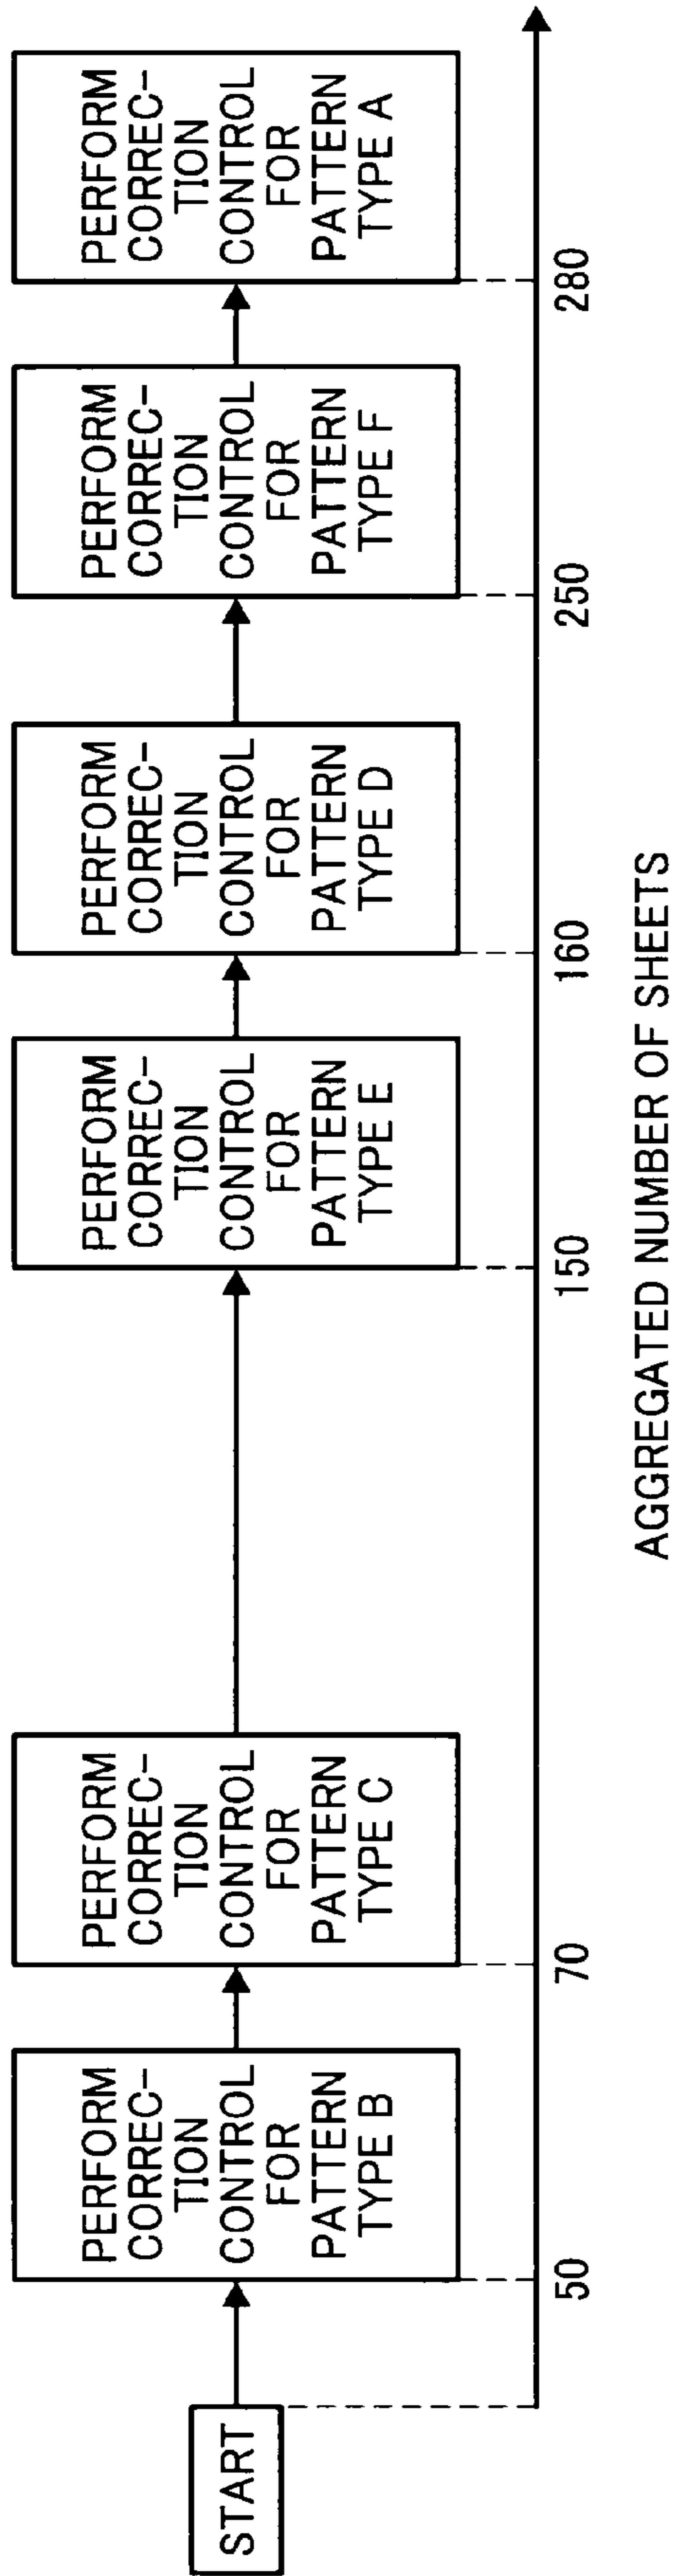 START
PERFORM
CORREC-
TION
CONTROL
FOR
PATTERN
TYPE B
PERFORM
CORREC-
TION
CONTROL
FOR
PATTERN
TYPE C
PERFORM
CORREC-
TION
CONTROL
FOR
PATTERN
TYPE E
PERFORM
CORREC-
TION
CONTROL
FOR
PATTERN
TYPE D
PERFORM
CORREC-
TION
CONTROL
FOR
PATTERN
TYPE F
PERFORM
CORREC-
TION
CONTROL
FOR
PATTERN
TYPE A
50
70
150
160
250
280
AGGREGATED NUMBER OF SHEETS